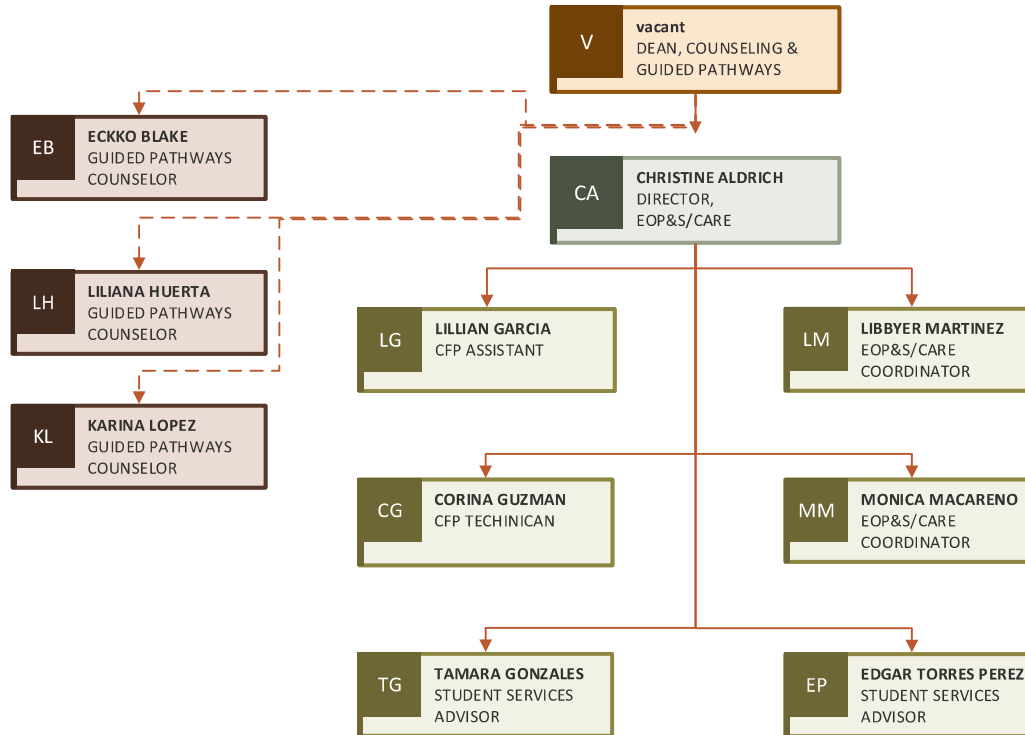 V
vacant
DEAN, COUNSELING &
GUIDED PATHWAYS
EB
ECKKO BLAKE
GUIDED PATHWAYS
COUNSELOR
CA
CHRISTINE ALDRICH
DIRECTOR,
EOP&S/CARE
LH
LILIANA HUERTA
GUIDED PATHWAYS
COUNSELOR
LG
LILLIAN GARCIA
CFP ASSISTANT
LM
LIBBYER MARTINEZ
EOP&S/CARE
COORDINATOR
KL
KARINA LOPEZ
GUIDED PATHWAYS
COUNSELOR
CG
CORINA GUZMAN
CFP TECHINICAN
MM
MONICA MACARENO
EOP&S/CARE
COORDINATOR
TG
TAMARA GONZALES
STUDENT SERVICES
ADVISOR
EP
EDGAR TORRES PEREZ
STUDENT SERVICES
ADVISOR